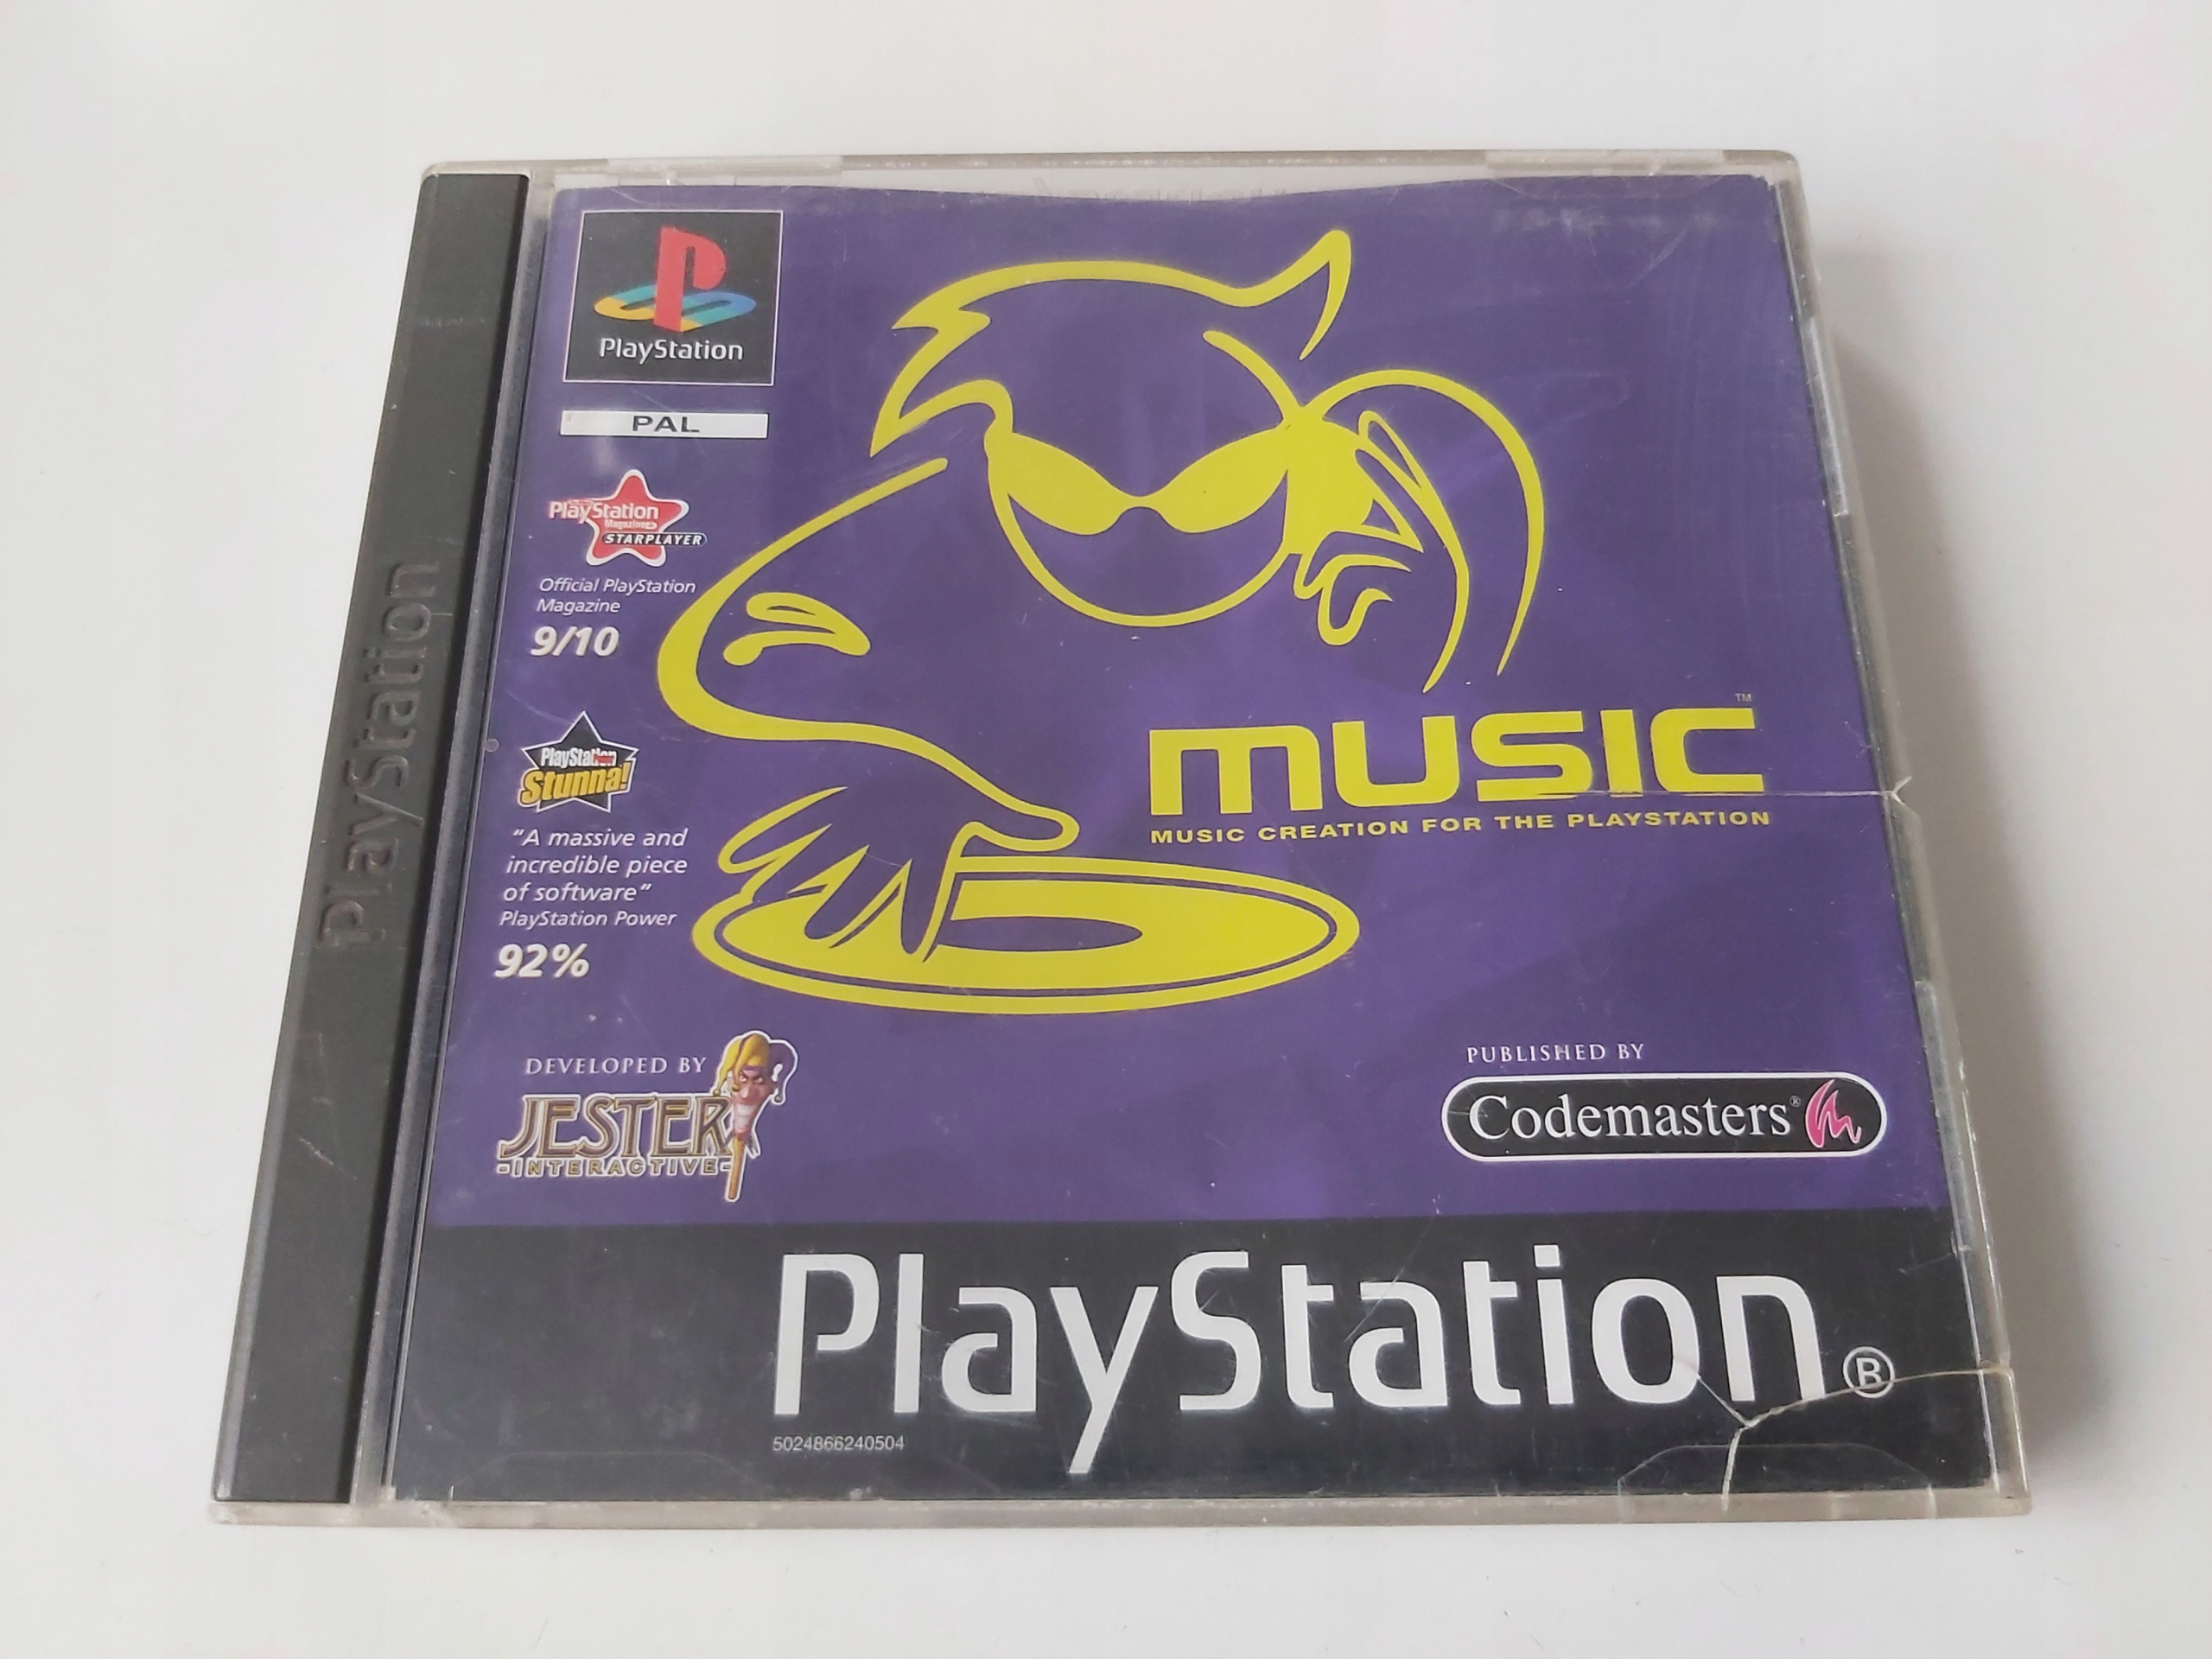 PlayStation
PlayStation
PAL
PlayStation
Magazine
STARPLAYER
Official PlayStation
Magazine
9/10
PlayStation
Stunna!
"A massive and
incredible piece
of software"
PlayStation Power
92%
MUSIC™
MUSIC CREATION FOR THE PLAYSTATION
DEVELOPED BY
JESTER
-INTERACTIVE-
PUBLISHED BY
Codemasters®
PlayStation®
5024866240504